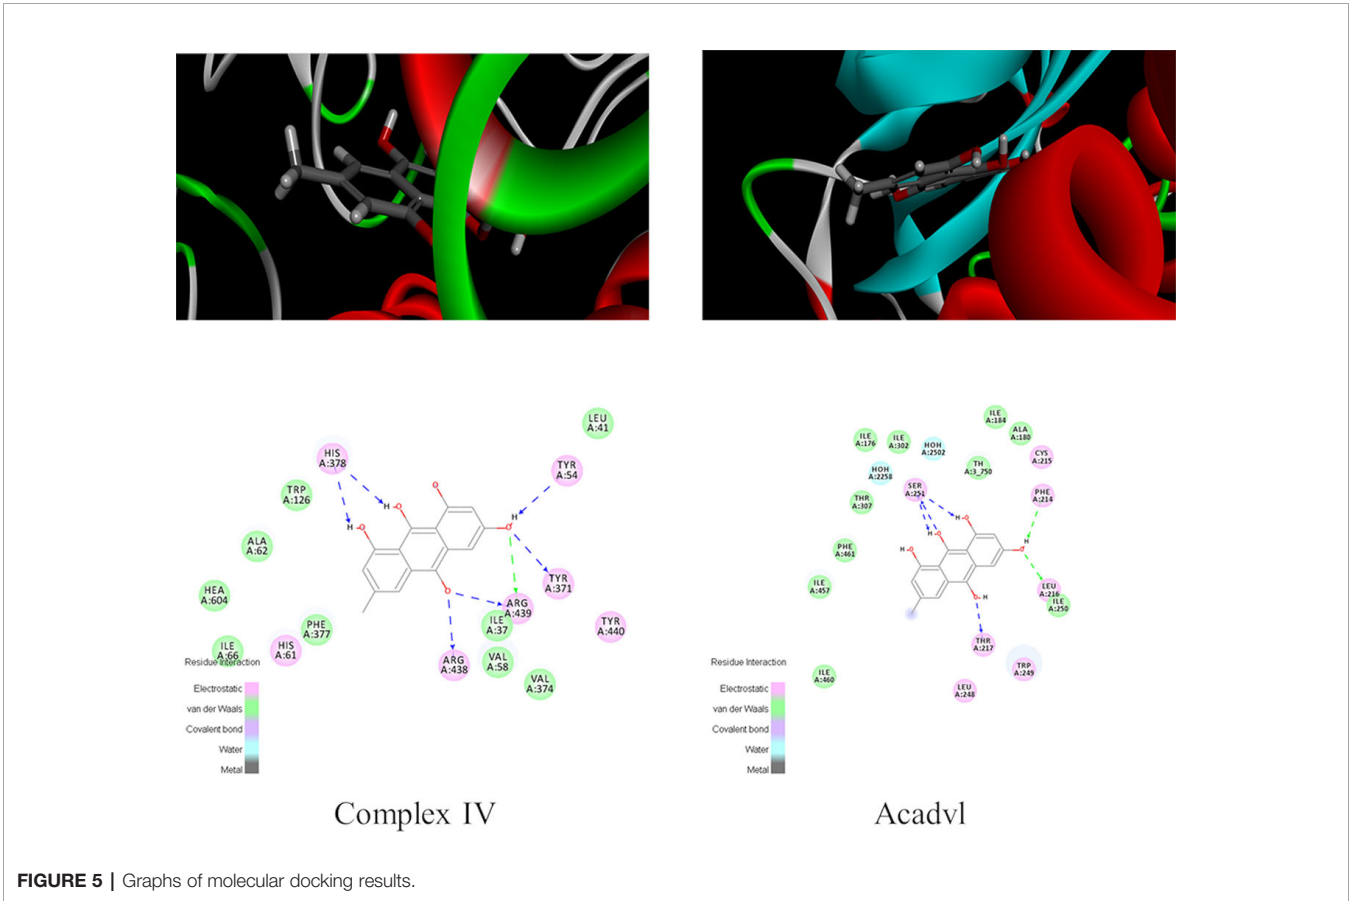 LEU
A:41
HIS
A:378
TYR
A:54
TRP
A:126
H
O
O
H
O
H
O
H
O
ALA
A:62
TYR
A:371
HEA
A:604
O
ARG
A:439
ILE
A:37
TYR
A:440
PHE
A:377
ILE
A:66
HIS
A:61
ARG
A:438
VAL
A:58
VAL
A:374
Residue Interaction
Electrostatic
van der Waals
Covalent bond
Water
Metal
Complex IV
ILE
A:184
ALA
A:180
ILE
A:176
ILE
A:302
HOH
A:2502
CYS
A:215
HOH
A:2258
TH
A:3_750
SER
A:251
PHE
A:214
THR
A:307
H
O
H
O
H
O
H
O
PHE
A:461
ILE
A:457
O
H
LEU
A:216
ILE
A:250
THR
A:217
TRP
A:249
ILE
A:460
LEU
A:248
Residue Interaction
Electrostatic
van der Waals
Covalent bond
Water
Metal
Acadvl
FIGURE 5 | Graphs of molecular docking results.